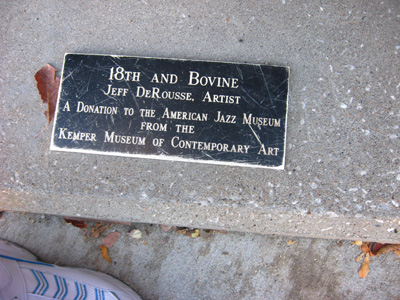 18th and Bovine
Jeff DeRousse, Artist
A Donation to the American Jazz Museum
from the
Kemper Museum of Contemporary Art